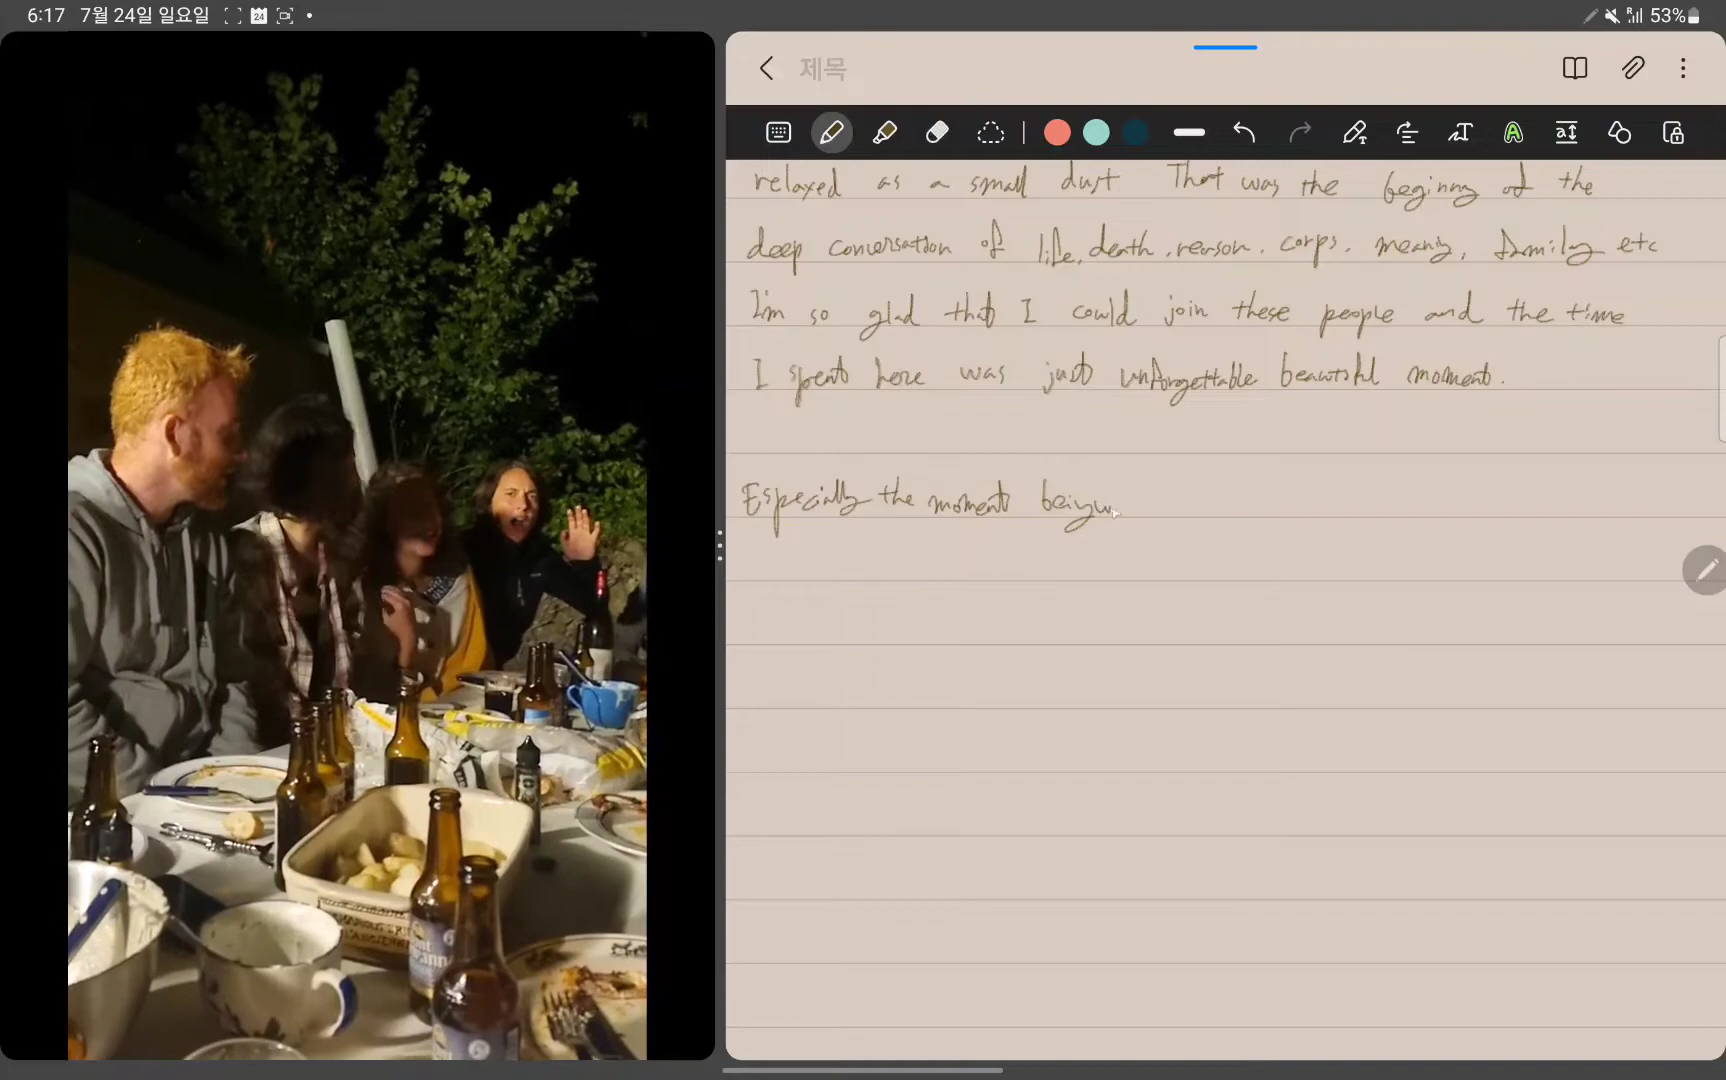 6:17 7월 24일 일요일 24 53%
제목
relaxed as a small dust That was the beginny of the
deep conversation of life, death, reason. corps. meaning, family etc
I'm so glad that I could join these people and the time
I spent here was just unforgettable beautiful moment.
Especially the moment